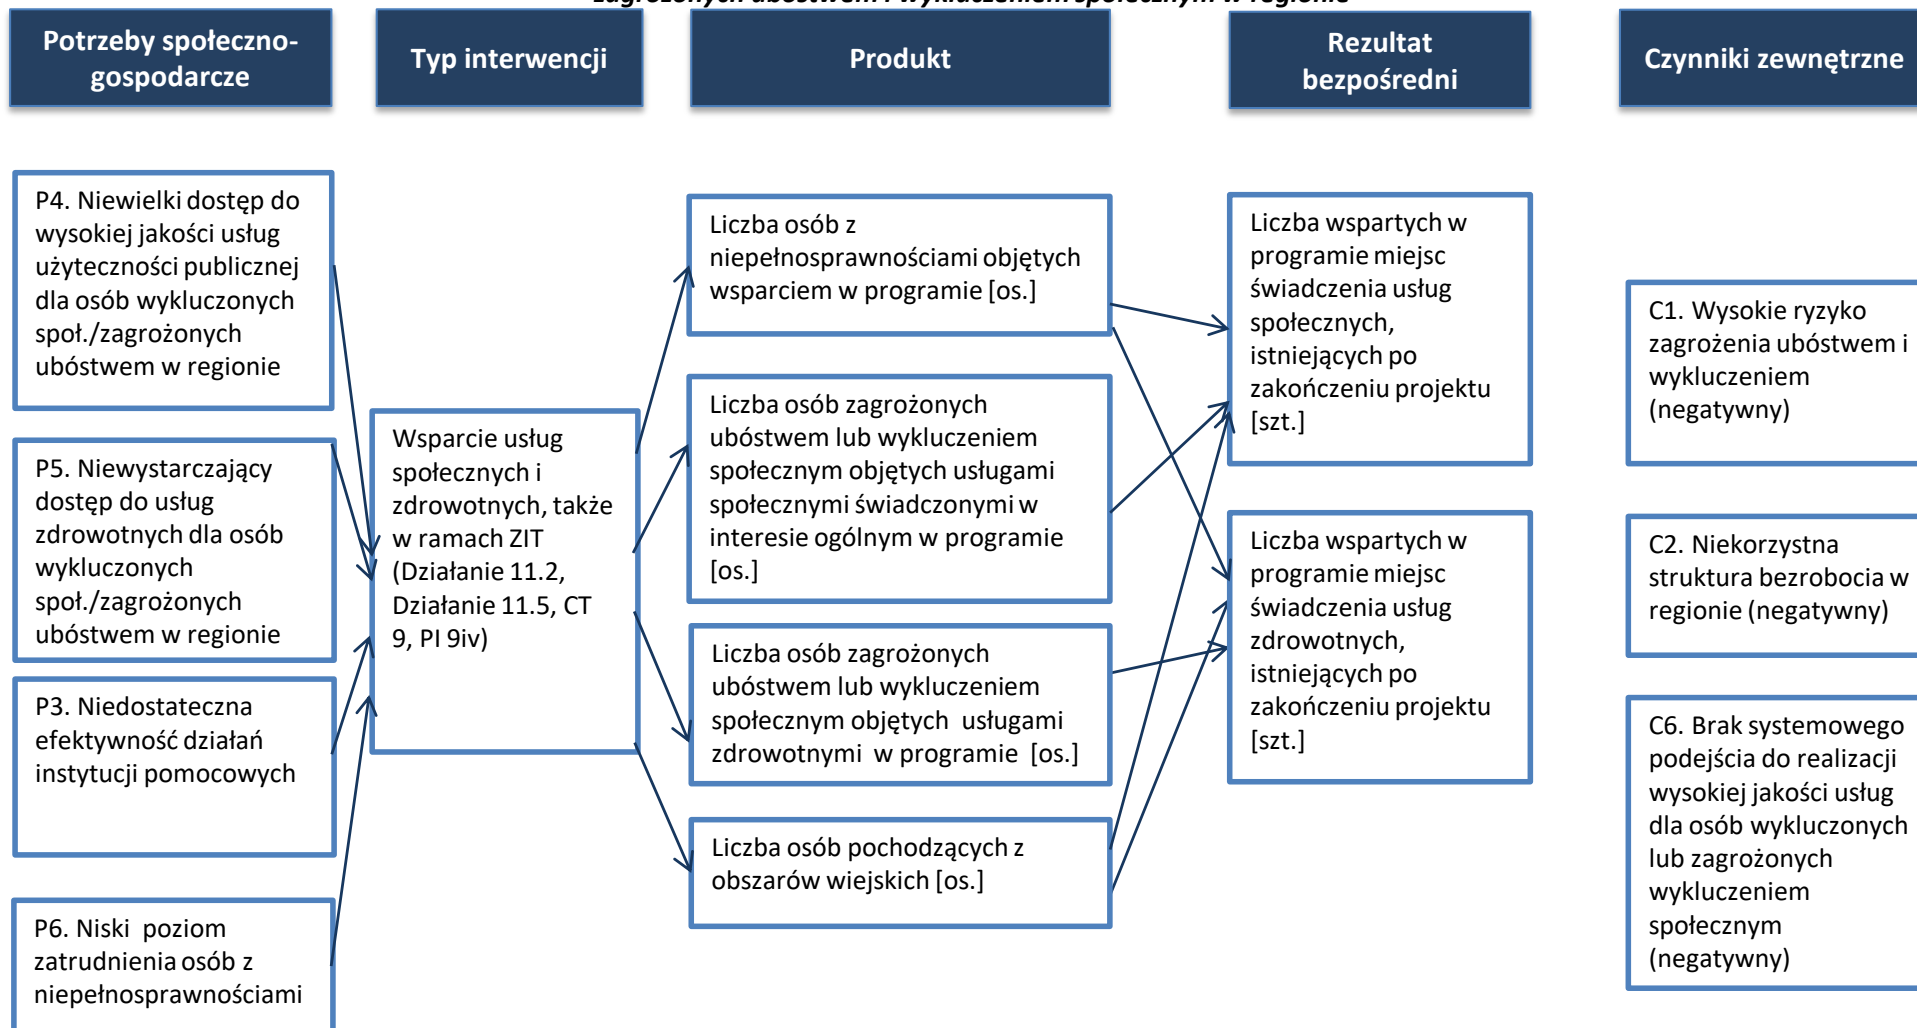 zagrożonych ubóstwem i wykluczeniem społecznym w regionie
Potrzeby społeczno-
gospodarcze
Typ interwencji
Produkt
Rezultat
bezpośredni
Czynniki zewnętrzne
P4. Niewielki dostęp do
wysokiej jakości usług
użyteczności publicznej
dla osób wykluczonych
społ./zagrożonych
ubóstwem w regionie
P5. Niewystarczający
dostęp do usług
zdrowotnych dla osób
wykluczonych
społ./zagrożonych
ubóstwem w regionie
P3. Niedostateczna
efektywność działań
instytucji pomocowych
P6. Niski poziom
zatrudnienia osób z
niepełnosprawnościami
Wsparcie usług
społecznych i
zdrowotnych, także
w ramach ZIT
(Działanie 11.2,
Działanie 11.5, CT
9, PI 9iv)
Liczba osób z
niepełnosprawnościami objętych
wsparciem w programie [os.]
Liczba osób zagrożonych
ubóstwem lub wykluczeniem
społecznym objętych usługami
społecznymi świadczonymi w
interesie ogólnym w programie
[os.]
Liczba osób zagrożonych
ubóstwem lub wykluczeniem
społecznym objętych usługami
zdrowotnymi w programie [os.]
Liczba osób pochodzących z
obszarów wiejskich [os.]
Liczba wspartych w
programie miejsc
świadczenia usług
społecznych,
istniejących po
zakończeniu projektu
[szt.]
Liczba wspartych w
programie miejsc
świadczenia usług
zdrowotnych,
istniejących po
zakończeniu projektu
[szt.]
C1. Wysokie ryzyko
zagrożenia ubóstwem i
wykluczeniem
(negatywny)
C2. Niekorzystna
struktura bezrobocia w
regionie (negatywny)
C6. Brak systemowego
podejścia do realizacji
wysokiej jakości usług
dla osób wykluczonych
lub zagrożonych
wykluczeniem
społecznym
(negatywny)